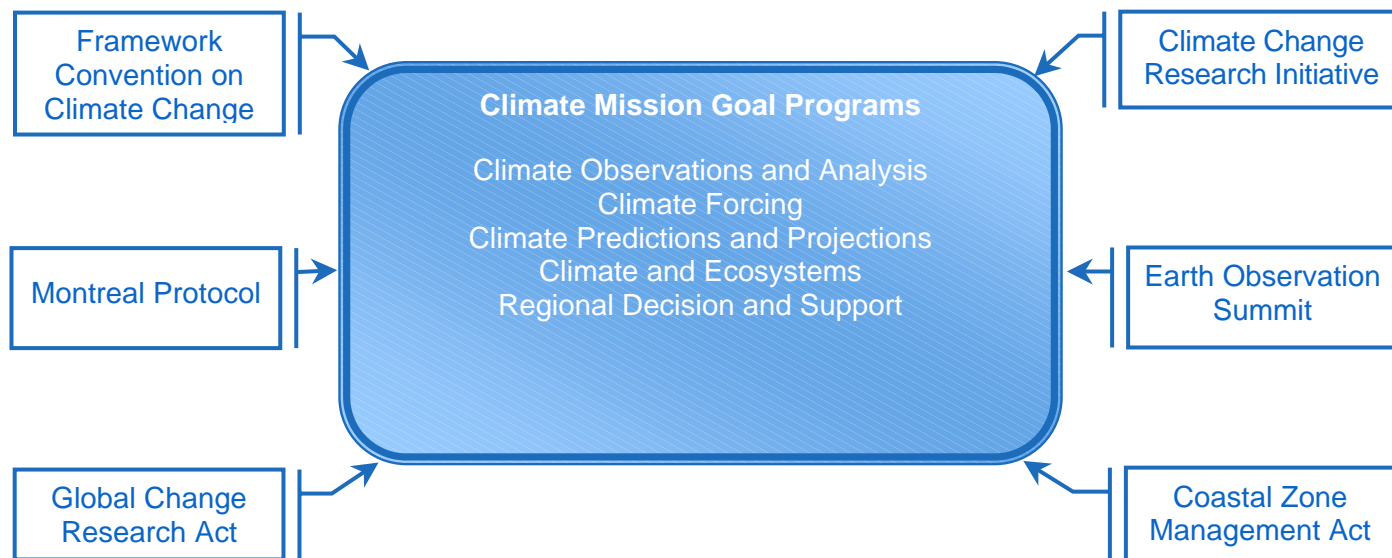 Framework
Convention on
Climate Change
Climate Change
Research Initiative
Climate Mission Goal Programs
Climate Observations and Analysis
Climate Forcing
Climate Predictions and Projections
Climate and Ecosystems
Regional Decision and Support
Montreal Protocol
Earth Observation
Summit
Global Change
Research Act
Coastal Zone
Management Act